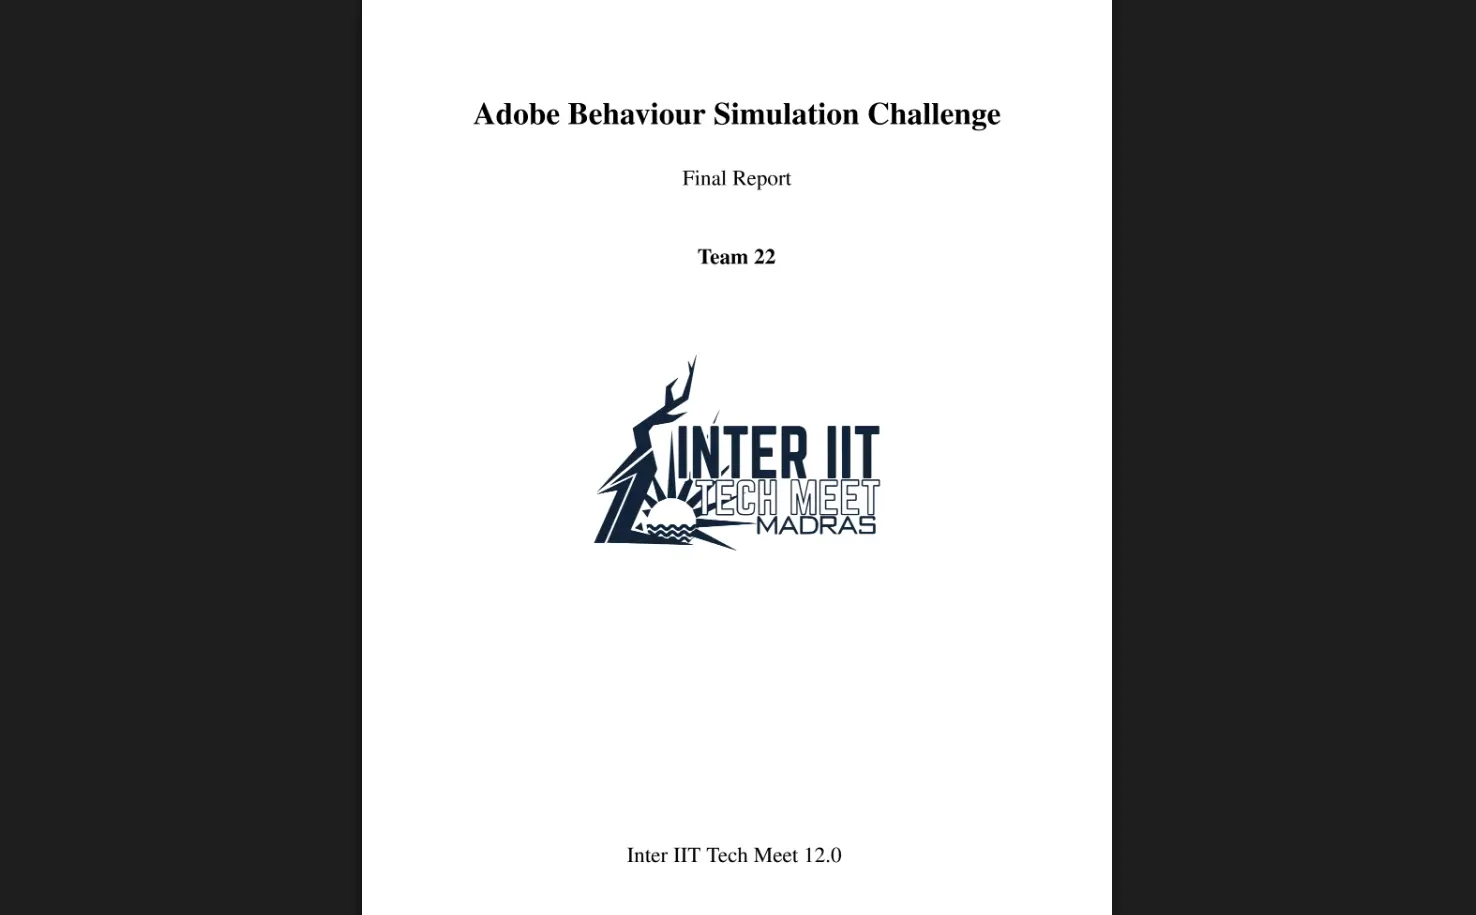 Adobe Behaviour Simulation Challenge
Final Report
Team 22
INTER IIT
TECH MEET
MADRAS
Inter IIT Tech Meet 12.0